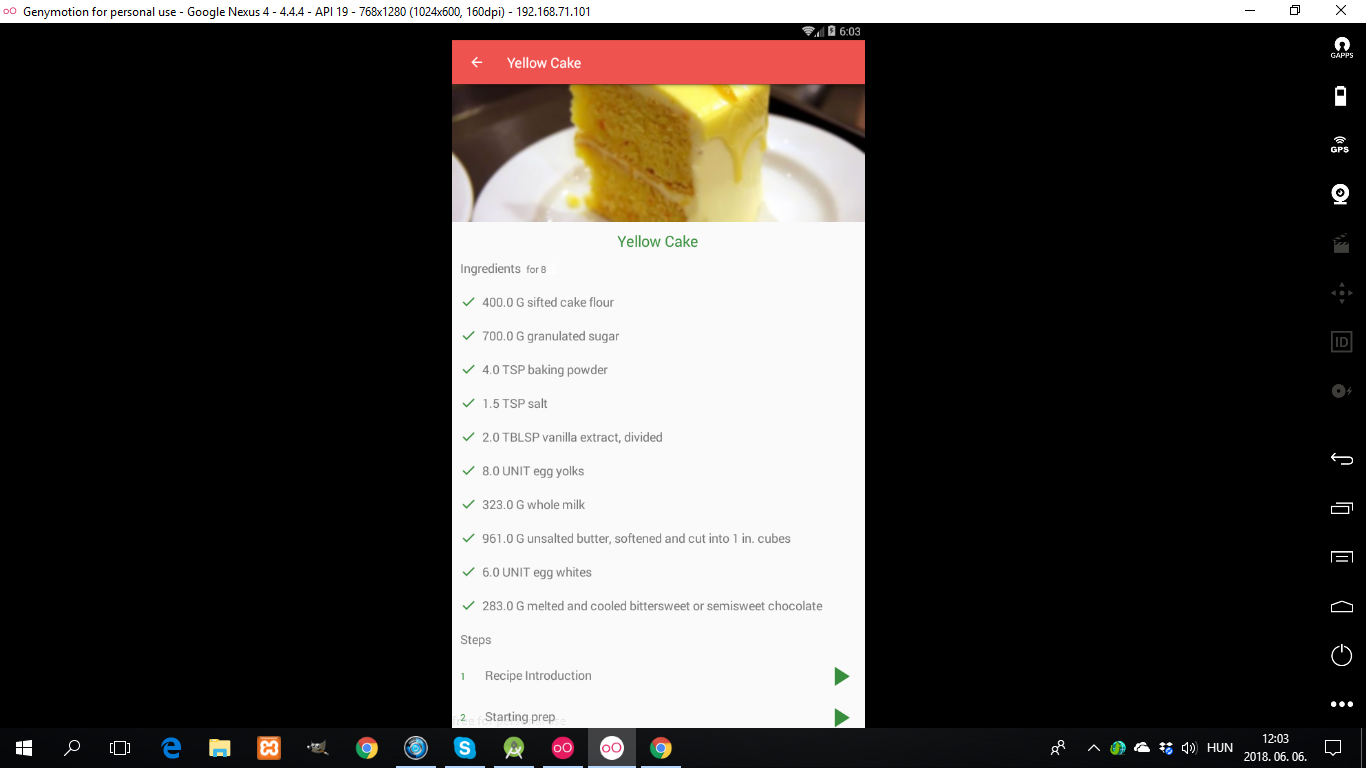 Genymotion for personal use - Google Nexus 4 - 4.4.4 - API 19 - 768x1280 (1024x600, 160dpi) - 192.168.71.101
6:03
Yellow Cake
GAPPS
GPS
ID
Yellow Cake
Ingredients for 8
400.0 G sifted cake flour
700.0 G granulated sugar
4.0 TSP baking powder
1.5 TSP salt
2.0 TBLSP vanilla extract, divided
8.0 UNIT egg yolks
323.0 G whole milk
961.0 G unsalted butter, softened and cut into 1 in. cubes
6.0 UNIT egg whites
283.0 G melted and cooled bittersweet or semisweet chocolate
Steps
1 Recipe Introduction
2 Starting prep
free for personal use
HUN
12:03
2018. 06. 06.